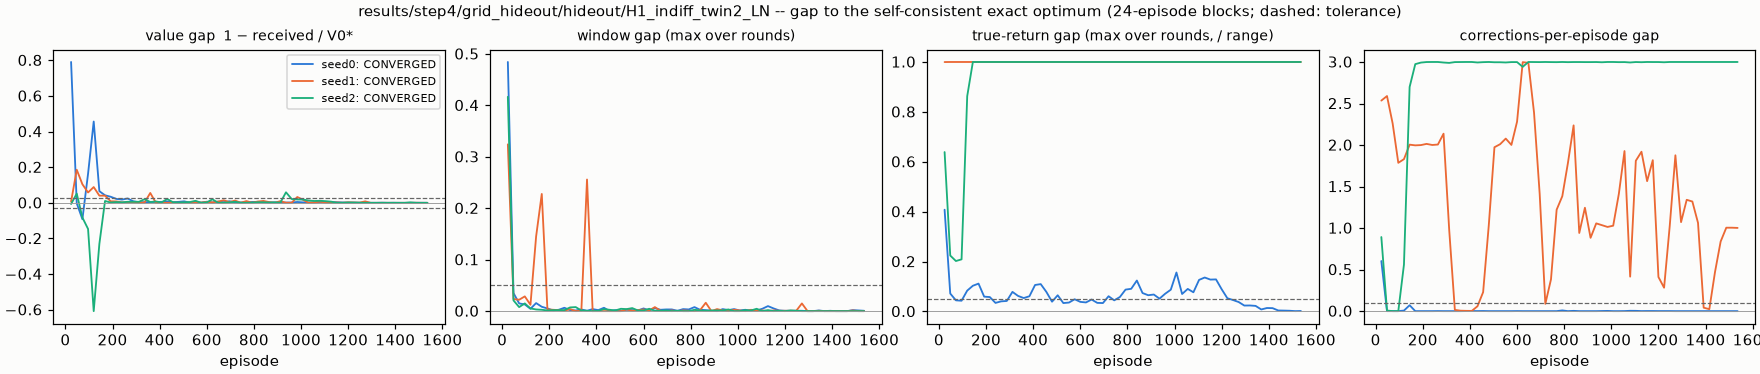 results/step4/grid_hideout/hideout/H1_indiff_twin2_LN -- gap to the self-consistent exact optimum (24-episode blocks; dashed: tolerance)
value gap  1 − received / V0*
0.8
0.6
0.4
0.2
0.0
−0.2
−0.4
−0.6
seed0: CONVERGED
seed1: CONVERGED
seed2: CONVERGED
0 200 400 600 800 1000 1200 1400 1600
episode
window gap (max over rounds)
0.5
0.4
0.3
0.2
0.1
0.0
0 200 400 600 800 1000 1200 1400 1600
episode
true-return gap (max over rounds, / range)
1.0
0.8
0.6
0.4
0.2
0.0
0 200 400 600 800 1000 1200 1400 1600
episode
corrections-per-episode gap
3.0
2.5
2.0
1.5
1.0
0.5
0.0
0 200 400 600 800 1000 1200 1400
episode